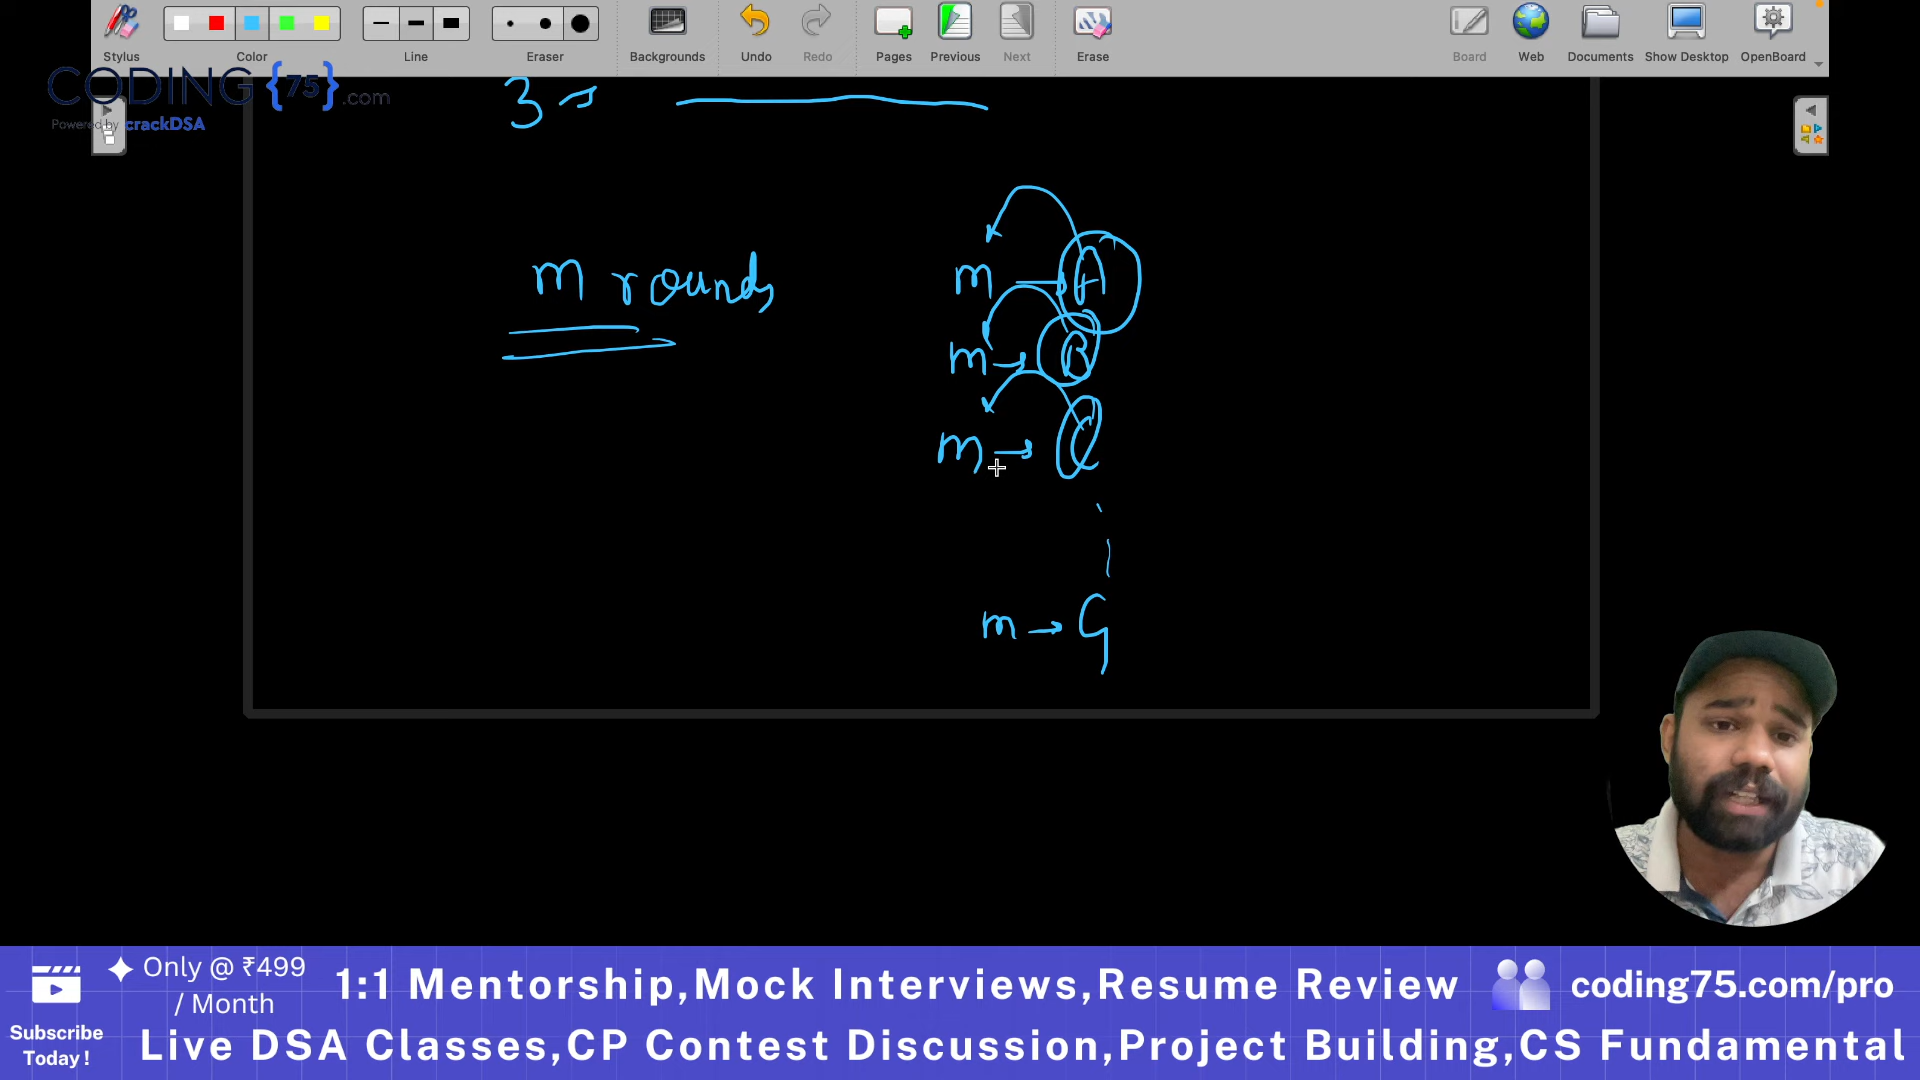 Stylus Color Line Eraser Backgrounds Undo Redo Pages Previous Next Erase Board Web Documents Show Desktop OpenBoard
CODING {75} .com
Powered by crackDSA
3 →
m rounds
m → A
m → B
m → C
m → G
Only @ ₹499 / Month
1:1 Mentorship,Mock Interviews,Resume Review
coding75.com/pro
Subscribe Today !
Live DSA Classes,CP Contest Discussion,Project Building,CS Fundamental